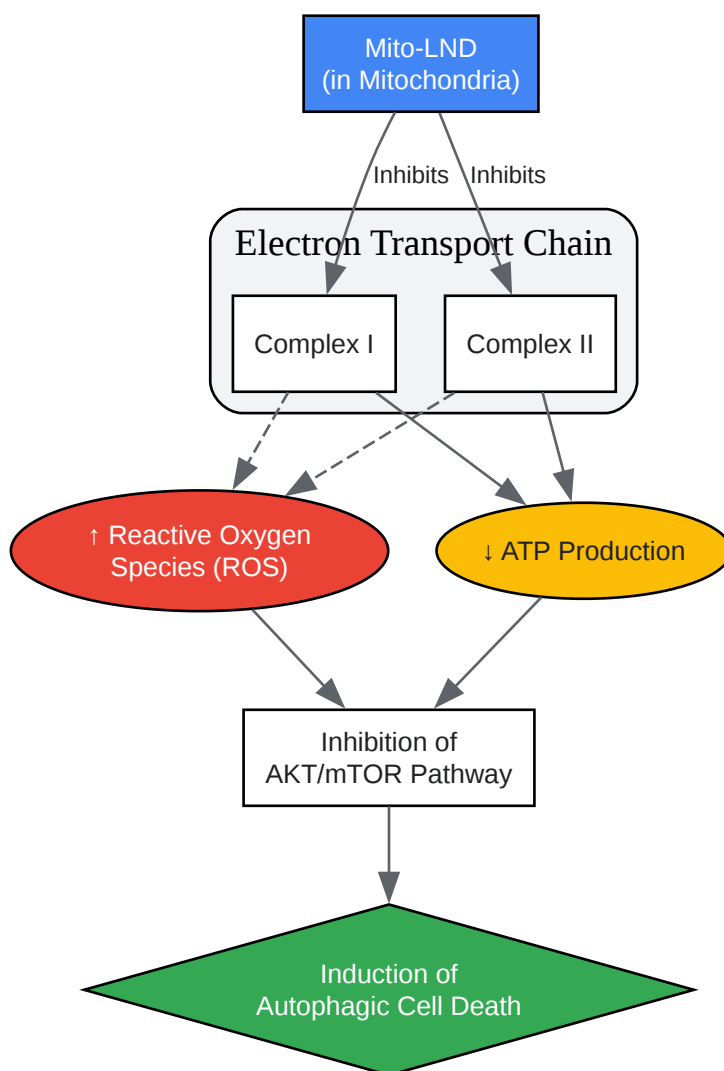 Mito-LND
(in Mitochondria)
Inhibits
Inhibits
Electron Transport Chain
Complex I
Complex II
↑ Reactive Oxygen
Species (ROS)
↓ ATP Production
Inhibition of
AKT/mTOR Pathway
Induction of
Autophagic Cell Death